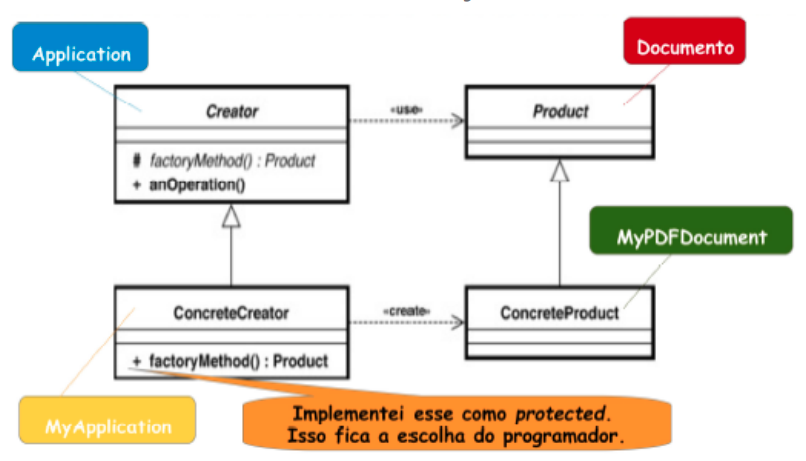 Application
Documento
Creator
«use»
Product
# factoryMethod() : Product
+ anOperation()
MyPDFDocument
ConcreteCreator
«create»
ConcreteProduct
+ factoryMethod() : Product
MyApplication
Implementei esse como protected.
Isso fica a escolha do programador.